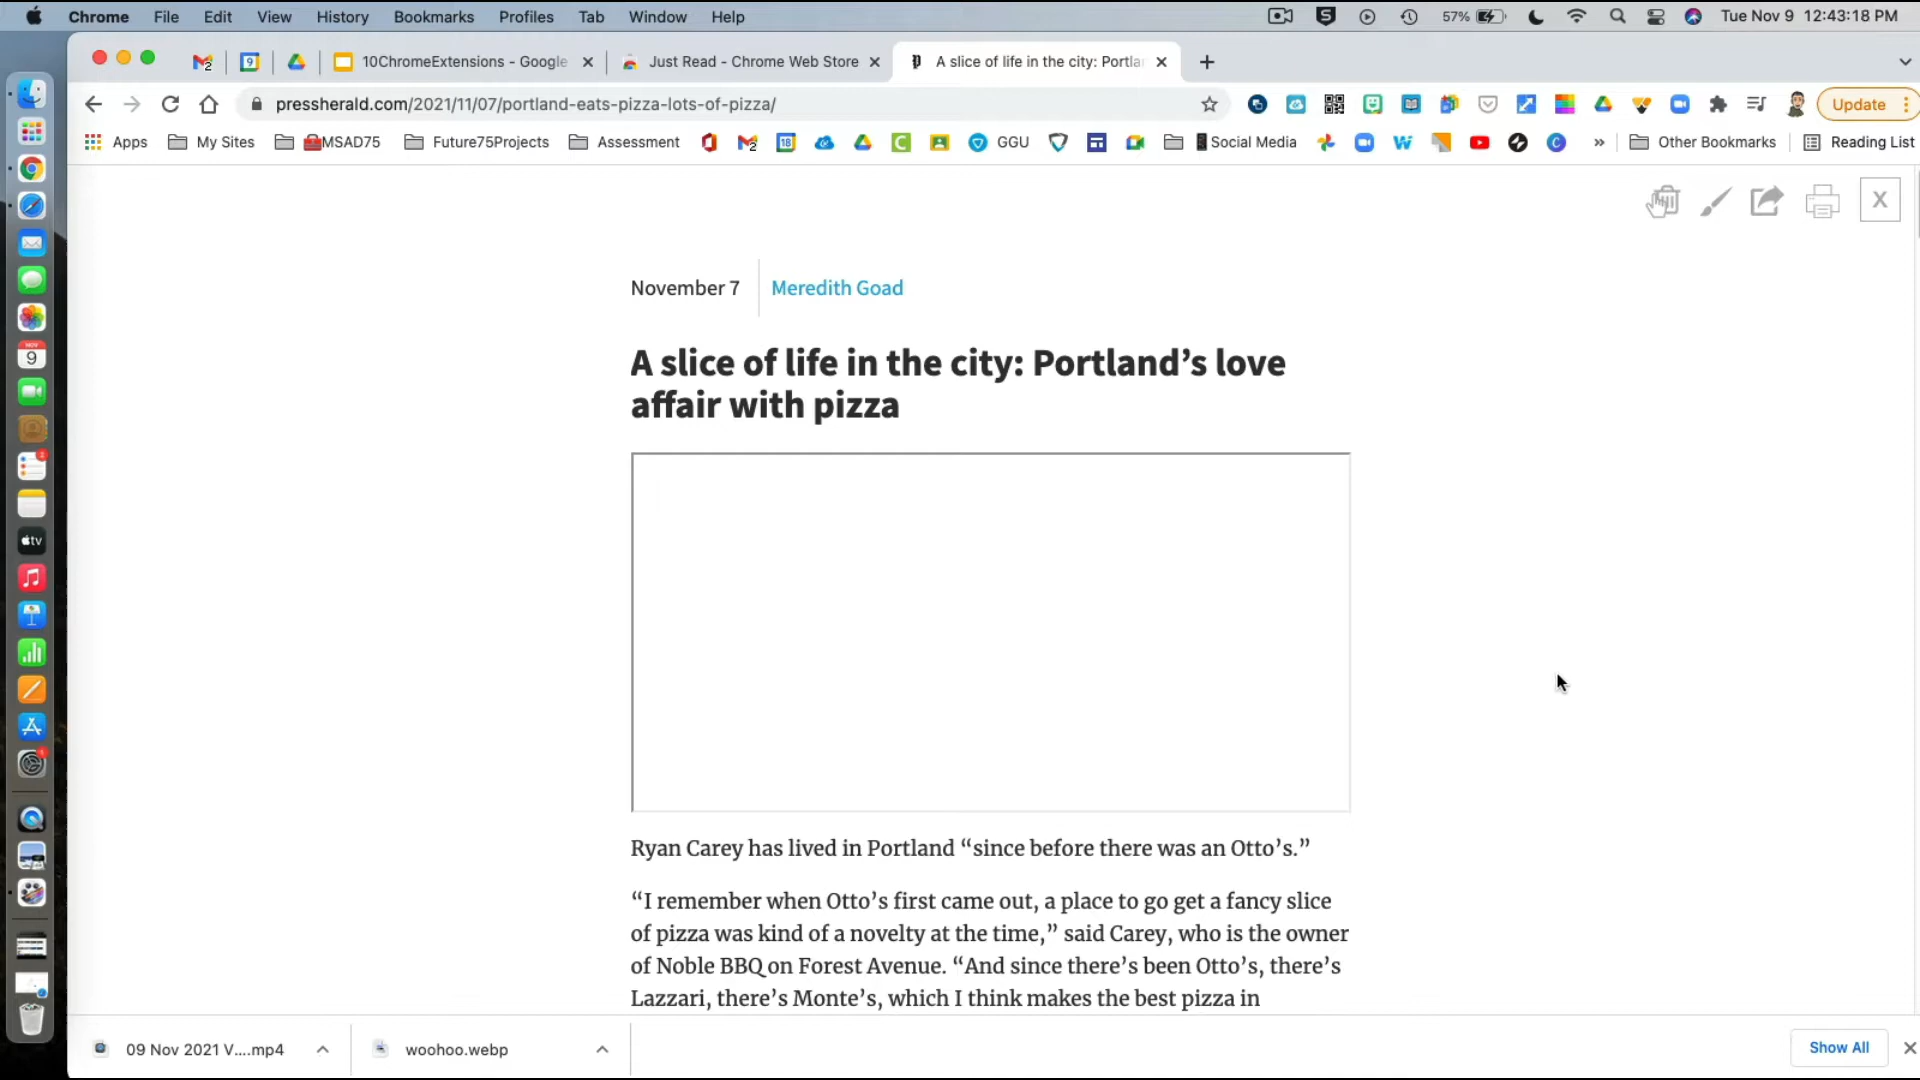 Chrome File Edit View History Bookmarks Profiles Tab Window Help 57% Tue Nov 9 12:43:18 PM
10ChromeExtensions - Google Just Read - Chrome Web Store A slice of life in the city: Portla
pressherald.com/2021/11/07/portland-eats-pizza-lots-of-pizza/ Update
Apps My Sites MSAD75 Future75Projects Assessment GGU Social Media » Other Bookmarks Reading List
X
November 7 Meredith Goad
A slice of life in the city: Portland’s love
affair with pizza
Ryan Carey has lived in Portland “since before there was an Otto’s.”
“I remember when Otto’s first came out, a place to go get a fancy slice
of pizza was kind of a novelty at the time,” said Carey, who is the owner
of Noble BBQ on Forest Avenue. “And since there’s been Otto’s, there’s
Lazzari, there’s Monte’s, which I think makes the best pizza in
09 Nov 2021 V....mp4 woohoo.webp Show All